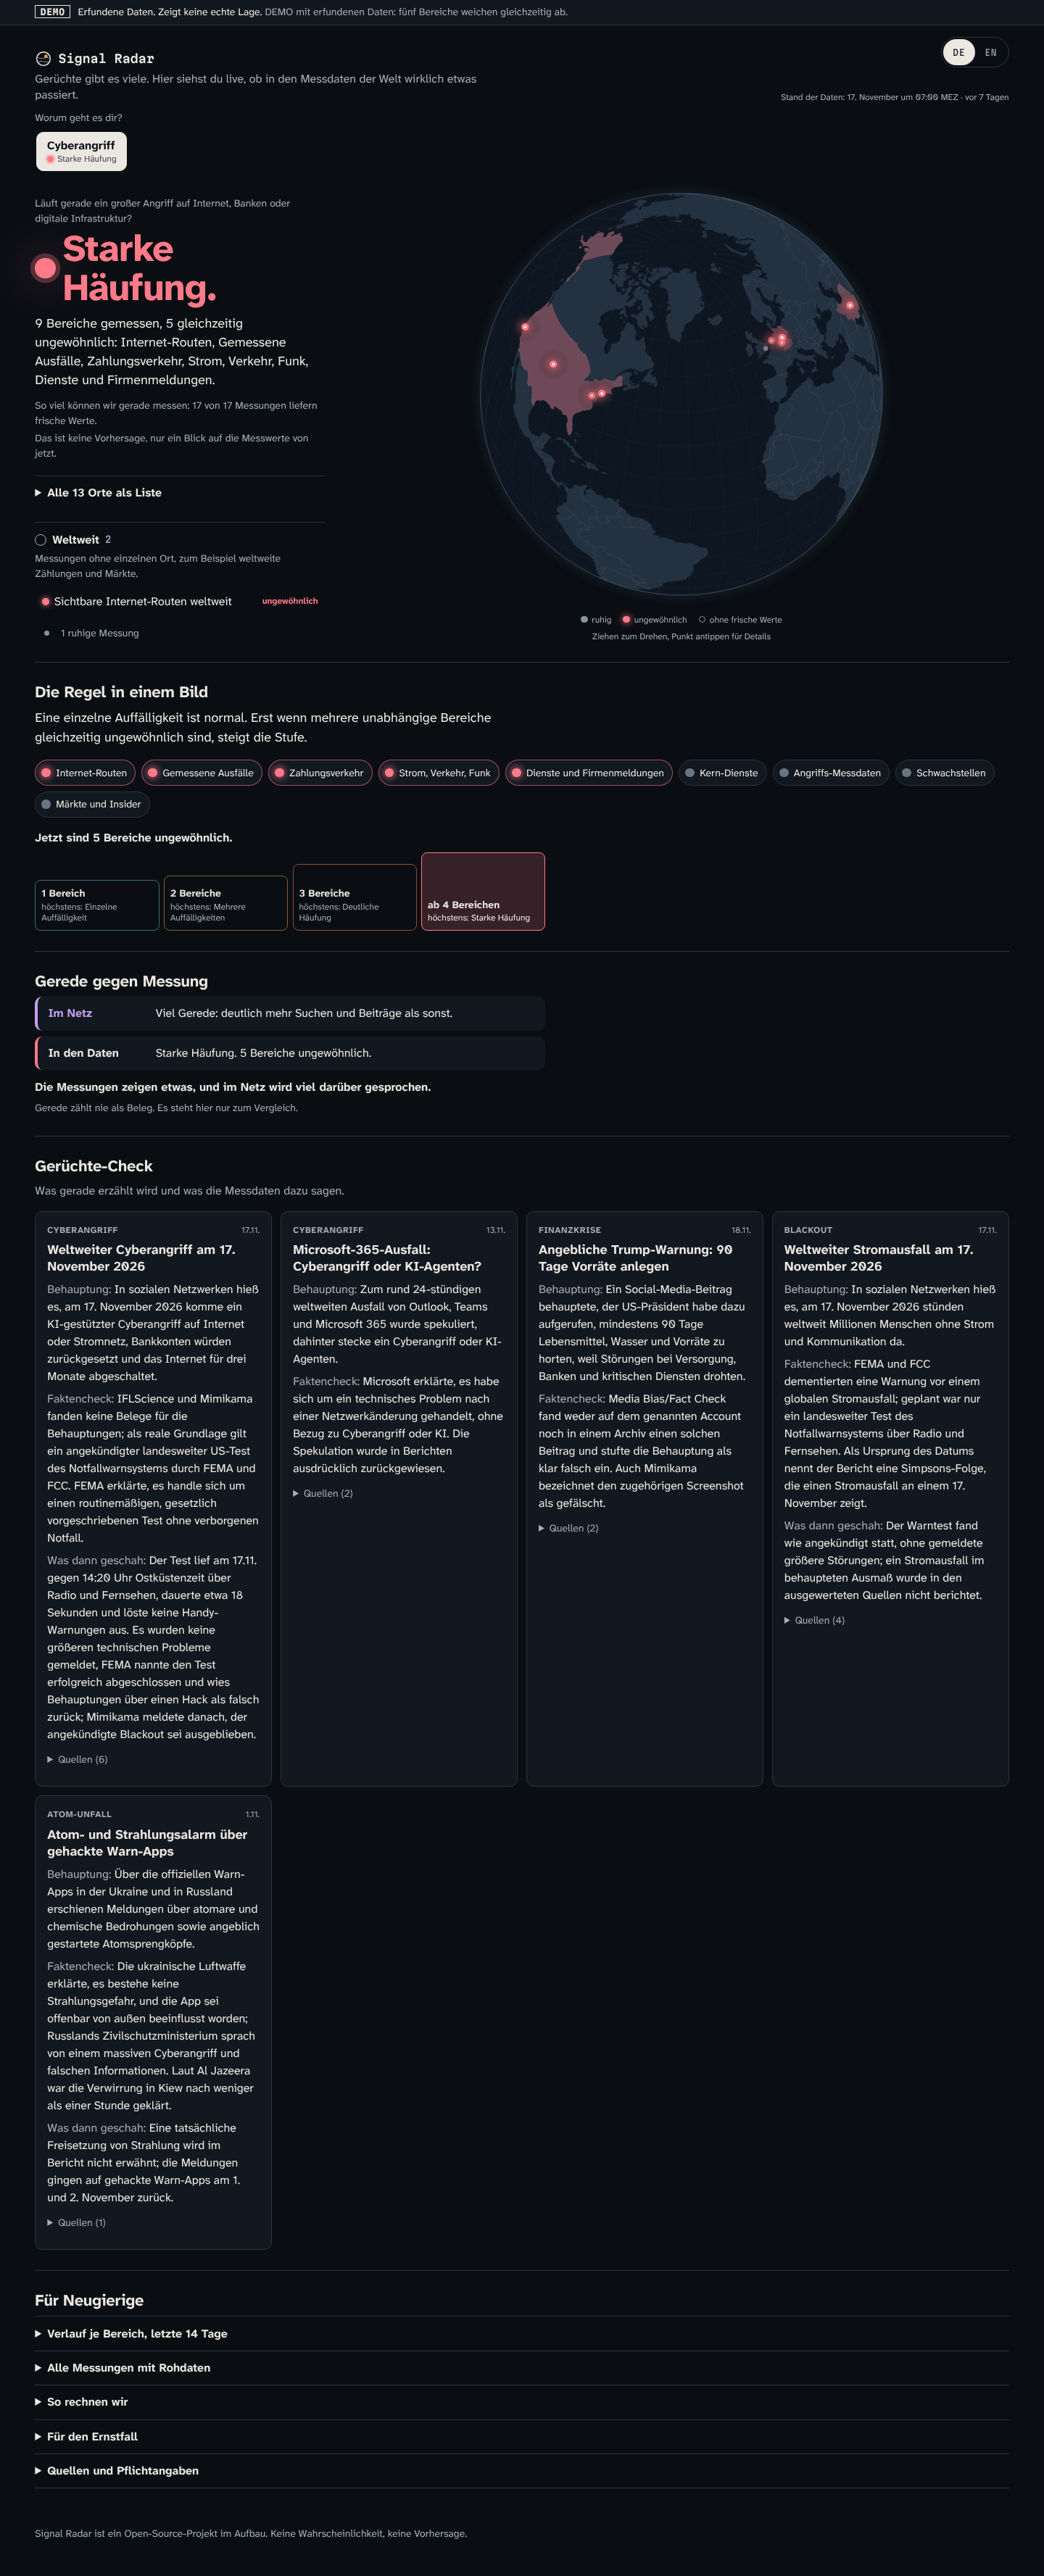 DEMO Erfundene Daten. Zeigt keine echte Lage. DEMO mit erfundenen Daten: fünf Bereiche weichen gleichzeitig ab.
Signal Radar
DE EN
Gerüchte gibt es viele. Hier siehst du live, ob in den Messdaten der Welt wirklich etwas
passiert.
Stand der Daten: 17. November um 07:00 MEZ · vor 7 Tagen
Worum geht es dir?
Cyberangriff
Starke Häufung
Läuft gerade ein großer Angriff auf Internet, Banken oder
digitale Infrastruktur?
Starke
Häufung.
9 Bereiche gemessen, 5 gleichzeitig
ungewöhnlich: Internet-Routen, Gemessene
Ausfälle, Zahlungsverkehr, Strom, Verkehr, Funk,
Dienste und Firmenmeldungen.
So viel können wir gerade messen: 17 von 17 Messungen liefern
frische Werte.
Das ist keine Vorhersage, nur ein Blick auf die Messwerte von
jetzt.
▶ Alle 13 Orte als Liste
Weltweit 2
Messungen ohne einzelnen Ort, zum Beispiel weltweite
Zählungen und Märkte.
Sichtbare Internet-Routen weltweit ungewöhnlich
1 ruhige Messung
ruhig ungewöhnlich ohne frische Werte
Ziehen zum Drehen, Punkt antippen für Details
Die Regel in einem Bild
Eine einzelne Auffälligkeit ist normal. Erst wenn mehrere unabhängige Bereiche
gleichzeitig ungewöhnlich sind, steigt die Stufe.
Internet-Routen Gemessene Ausfälle Zahlungsverkehr Strom, Verkehr, Funk Dienste und Firmenmeldungen Kern-Dienste Angriffs-Messdaten Schwachstellen
Märkte und Insider
Jetzt sind 5 Bereiche ungewöhnlich.
1 Bereich
höchstens: Einzelne
Auffälligkeit
2 Bereiche
höchstens: Mehrere
Auffälligkeiten
3 Bereiche
höchstens: Deutliche
Häufung
ab 4 Bereichen
höchstens: Starke Häufung
Gerede gegen Messung
Im Netz Viel Gerede: deutlich mehr Suchen und Beiträge als sonst.
In den Daten Starke Häufung. 5 Bereiche ungewöhnlich.
Die Messungen zeigen etwas, und im Netz wird viel darüber gesprochen.
Gerede zählt nie als Beleg. Es steht hier nur zum Vergleich.
Gerüchte-Check
Was gerade erzählt wird und was die Messdaten dazu sagen.
CYBERANGRIFF 17.11.
Weltweiter Cyberangriff am 17.
November 2026
Behauptung: In sozialen Netzwerken hieß
es, am 17. November 2026 komme ein
KI-gestützter Cyberangriff auf Internet
oder Stromnetz, Bankkonten würden
zurückgesetzt und das Internet für drei
Monate abgeschaltet.
Faktencheck: IFLScience und Mimikama
fanden keine Belege für die
Behauptungen; als reale Grundlage gilt
ein angekündigter landesweiter US-Test
des Notfallwarnsystems durch FEMA und
FCC. FEMA erklärte, es handle sich um
einen routinemäßigen, gesetzlich
vorgeschriebenen Test ohne verborgenen
Notfall.
Was dann geschah: Der Test lief am 17.11.
gegen 14:20 Uhr Ostküstenzeit über
Radio und Fernsehen, dauerte etwa 18
Sekunden und löste keine Handy-
Warnungen aus. Es wurden keine
größeren technischen Probleme
gemeldet, FEMA nannte den Test
erfolgreich abgeschlossen und wies
Behauptungen über einen Hack als falsch
zurück; Mimikama meldete danach, der
angekündigte Blackout sei ausgeblieben.
▶ Quellen (6)
CYBERANGRIFF 13.11.
Microsoft-365-Ausfall:
Cyberangriff oder KI-Agenten?
Behauptung: Zum rund 24-stündigen
weltweiten Ausfall von Outlook, Teams
und Microsoft 365 wurde spekuliert,
dahinter stecke ein Cyberangriff oder KI-
Agenten.
Faktencheck: Microsoft erklärte, es habe
sich um ein technisches Problem nach
einer Netzwerkänderung gehandelt, ohne
Bezug zu Cyberangriff oder KI. Die
Spekulation wurde in Berichten
ausdrücklich zurückgewiesen.
▶ Quellen (2)
FINANZKRISE 18.11.
Angebliche Trump-Warnung: 90
Tage Vorräte anlegen
Behauptung: Ein Social-Media-Beitrag
behauptete, der US-Präsident habe dazu
aufgerufen, mindestens 90 Tage
Lebensmittel, Wasser und Vorräte zu
horten, weil Störungen bei Versorgung,
Banken und kritischen Diensten drohten.
Faktencheck: Media Bias/Fact Check
fand weder auf dem genannten Account
noch in einem Archiv einen solchen
Beitrag und stufte die Behauptung als
klar falsch ein. Auch Mimikama
bezeichnet den zugehörigen Screenshot
als gefälscht.
▶ Quellen (2)
BLACKOUT 17.11.
Weltweiter Stromausfall am 17.
November 2026
Behauptung: In sozialen Netzwerken hieß
es, am 17. November 2026 stünden
weltweit Millionen Menschen ohne Strom
und Kommunikation da.
Faktencheck: FEMA und FCC
dementierten eine Warnung vor einem
globalen Stromausfall; geplant war nur
ein landesweiter Test des
Notfallwarnsystems über Radio und
Fernsehen. Als Ursprung des Datums
nennt der Bericht eine Simpsons-Folge,
die einen Stromausfall an einem 17.
November zeigt.
Was dann geschah: Der Warntest fand
wie angekündigt statt, ohne gemeldete
größere Störungen; ein Stromausfall im
behaupteten Ausmaß wurde in den
ausgewerteten Quellen nicht berichtet.
▶ Quellen (4)
ATOM-UNFALL 1.11.
Atom- und Strahlungsalarm über
gehackte Warn-Apps
Behauptung: Über die offiziellen Warn-
Apps in der Ukraine und in Russland
erschienen Meldungen über atomare und
chemische Bedrohungen sowie angeblich
gestartete Atomsprengköpfe.
Faktencheck: Die ukrainische Luftwaffe
erklärte, es bestehe keine
Strahlungsgefahr, und die App sei
offenbar von außen beeinflusst worden;
Russlands Zivilschutzministerium sprach
von einem massiven Cyberangriff und
falschen Informationen. Laut Al Jazeera
war die Verwirrung in Kiew nach weniger
als einer Stunde geklärt.
Was dann geschah: Eine tatsächliche
Freisetzung von Strahlung wird im
Bericht nicht erwähnt; die Meldungen
gingen auf gehackte Warn-Apps am 1.
und 2. November zurück.
▶ Quellen (1)
Für Neugierige
▶ Verlauf je Bereich, letzte 14 Tage
▶ Alle Messungen mit Rohdaten
▶ So rechnen wir
▶ Für den Ernstfall
▶ Quellen und Pflichtangaben
Signal Radar ist ein Open-Source-Projekt im Aufbau. Keine Wahrscheinlichkeit, keine Vorhersage.